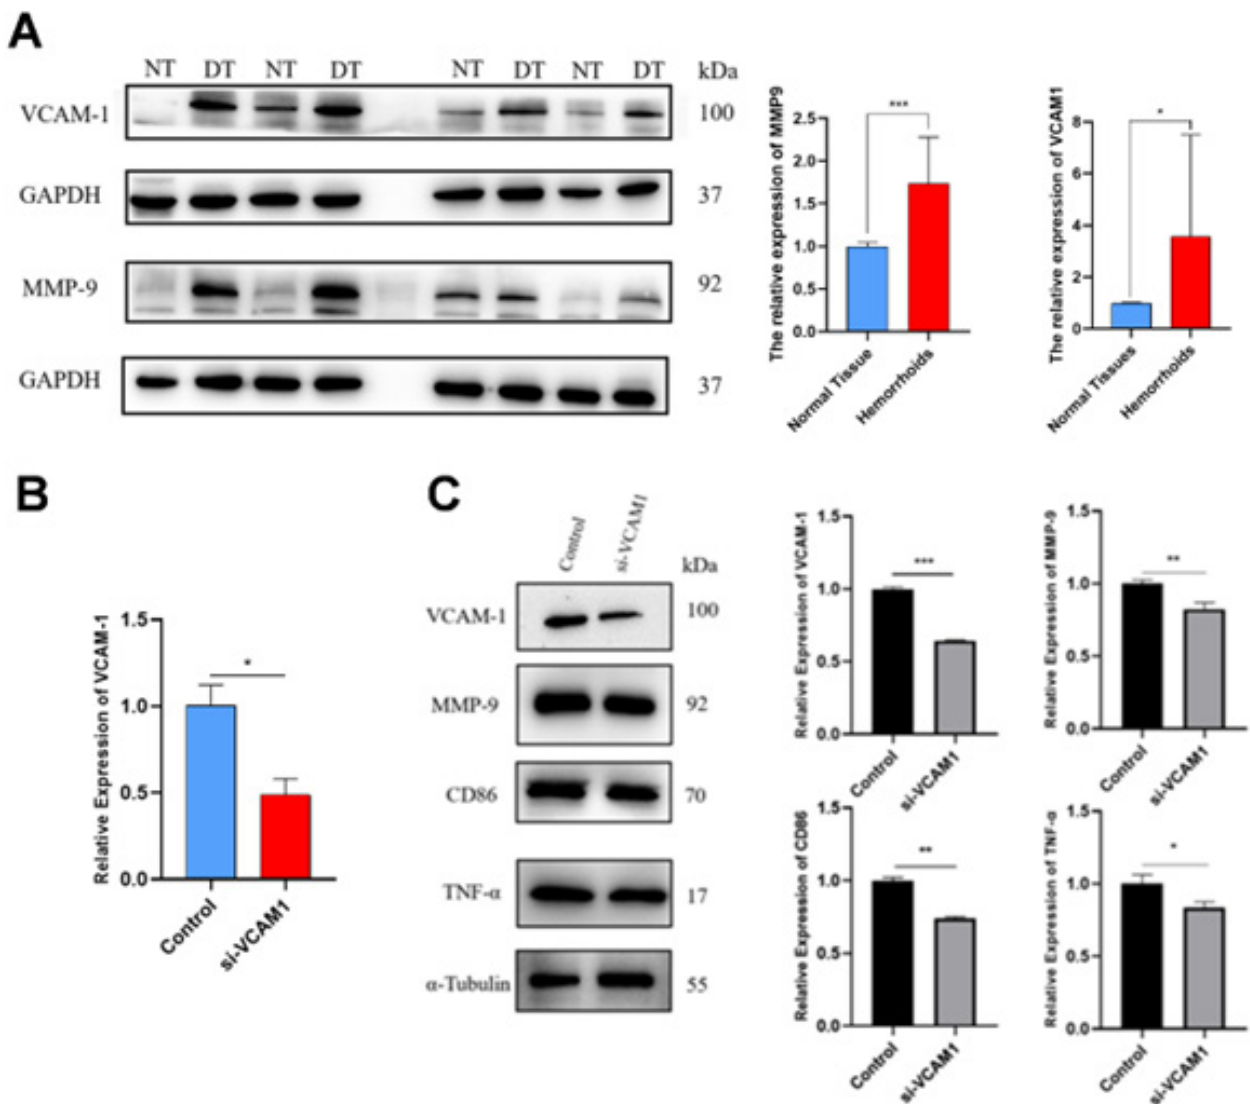 A
NT DT NT DT NT DT NT DT kDa
VCAM-1 100
GAPDH 37
MMP-9 92
GAPDH 37
The relative expression of MMP9
2.5
2.0
1.5
1.0
0.5
0.0
***
Normal Tissue
Hemorrhoids
The relative expression of VCAM1
8
6
4
2
0
*
Normal Tissues
Hemorrhoids
B
Relative Expression of VCAM-1
1.5
1.0
0.5
0.0
*
Control
si-VCAM1
C
Control si-VCAM1 kDa
VCAM-1 100
MMP-9 92
CD86 70
TNF-α 17
α-Tubulin 55
Relative Expression of VCAM-1
1.5
1.0
0.5
0.0
***
Control
si-VCAM1
Relative Expression of MMP-9
1.5
1.0
0.5
0.0
**
Control
si-VCAM1
Relative Expression of CD86
1.5
1.0
0.5
0.0
**
Control
si-VCAM1
Relative Expression of TNF-α
1.5
1.0
0.5
0.0
*
Control
si-VCAM1